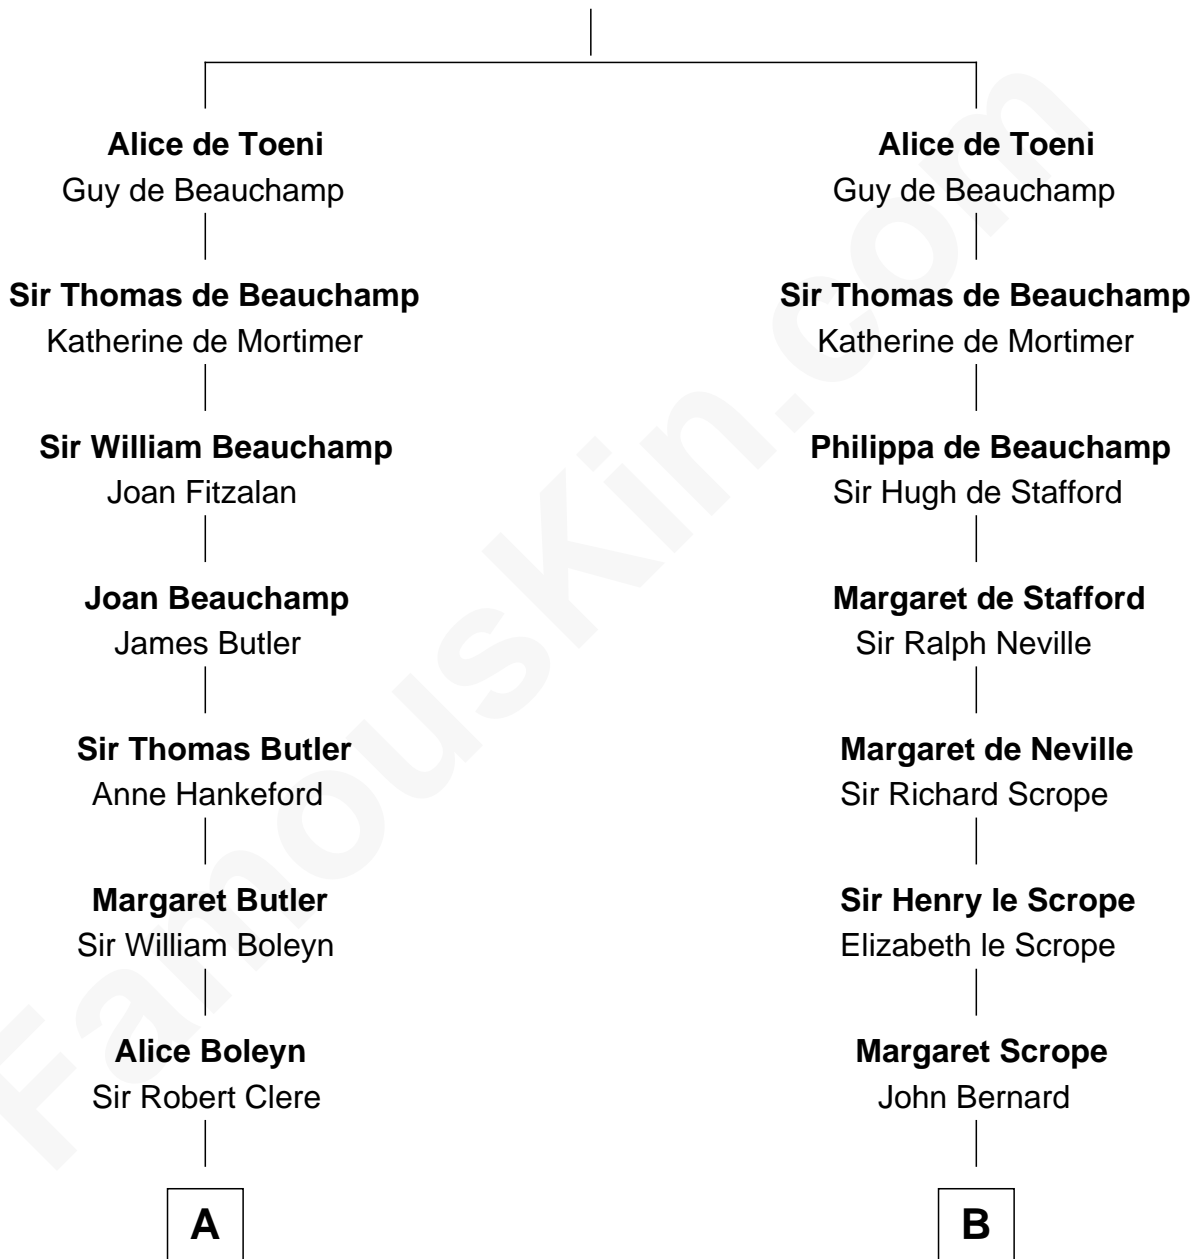 Alice de Toeni
Guy de Beauchamp
Sir Thomas de Beauchamp
Katherine de Mortimer
Sir William Beauchamp
Joan Fitzalan
Joan Beauchamp
James Butler
Sir Thomas Butler
Anne Hankeford
Margaret Butler
Sir William Boleyn
Alice Boleyn
Sir Robert Clere
A
Alice de Toeni
Guy de Beauchamp
Sir Thomas de Beauchamp
Katherine de Mortimer
Philippa de Beauchamp
Sir Hugh de Stafford
Margaret de Stafford
Sir Ralph Neville
Margaret de Neville
Sir Richard Scrope
Sir Henry le Scrope
Elizabeth le Scrope
Margaret Scrope
John Bernard
B
FamousKin.com